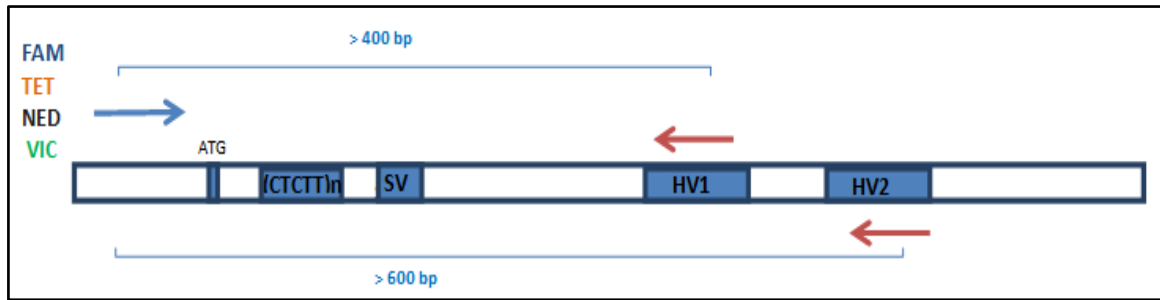 > 400 bp
FAM
TET
NED
VIC
ATG
(CTCTT)n
SV
HV1
HV2
> 600 bp